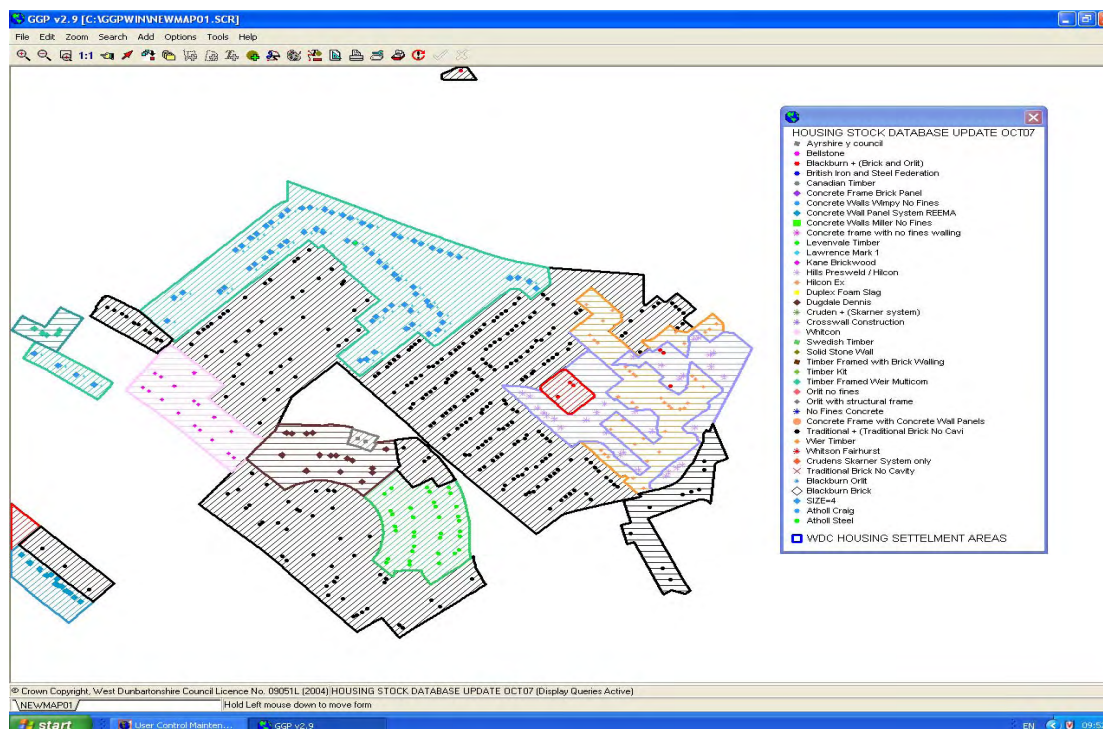 GGP v2.9 [C:\GGPWIN\NEWMAP01.SCR]
File Edit Zoom Search Add Options Tools Help
1:1
HOUSING STOCK DATABASE UPDATE OCT07
Ayrshire y council
Bellstone
Blackburn + (Brick and Orlit)
British Iron and Steel Federation
Canadian Timber
Concrete Frame Brick Panel
Concrete Walls Wmpy No Fines
Concrete Wall Panel System REEMA
Concrete Walls Miller No Fines
Concrete frame with no fines walling
Levenvale Timber
Lawrence Mark 1
Kane Brickwood
Hills Presweld / Hilcon
Hilcon Ex
Duplex Foam Slag
Dugdale Dennis
Cruden + (Skarner system)
Crosswall Construction
Whitcon
Swedish Timber
Solid Stone Wall
Timber Framed with Brick Walling
Timber Kit
Timber Framed Weir Multicom
Orlit no fines
Orlit with structural frame
No Fines Concrete
Concrete Frame with Concrete Wall Panels
Traditional + (Traditional Brick No Cavi
Wier Timber
Whitson Fairhurst
Crudens Skarner System only
Traditional Brick No Cavity
Blackburn Orlit
Blackburn Brick
SIZE=4
Atholl Craig
Atholl Steel
WDC HOUSING SETTELMENT AREAS
© Crown Copyright, West Dunbartonshire Council Licence No. 09051L (2004) HOUSING STOCK DATABASE UPDATE OCT07 (Display Queries Active)
NEWMAP01 Hold Left mouse down to move form
start User Control Mainten... GGP v2.9 EN